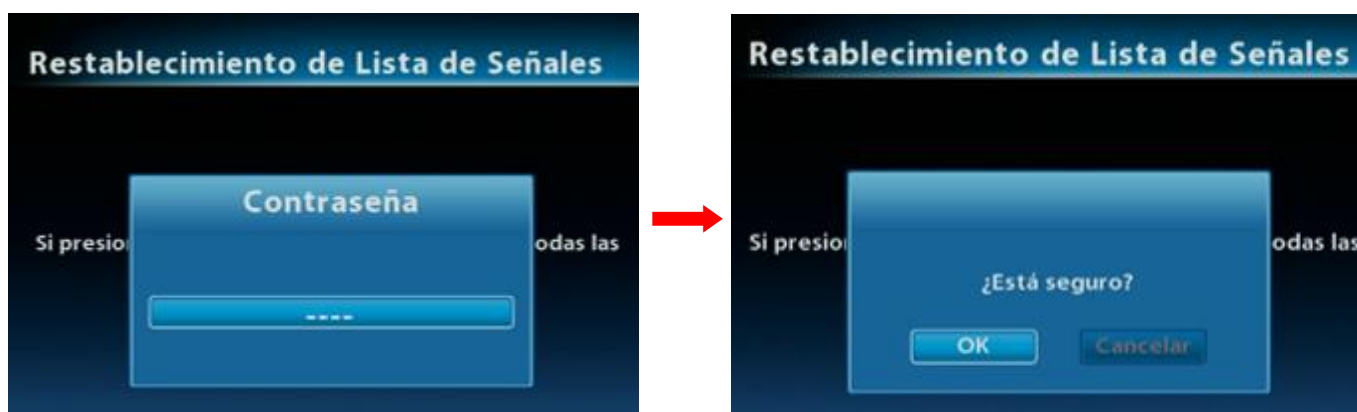 Restablecimiento de Lista de Señales
Contraseña
Si presio odas las
----
Restablecimiento de Lista de Señales
Si presio odas las
¿Está seguro?
OK Cancelar